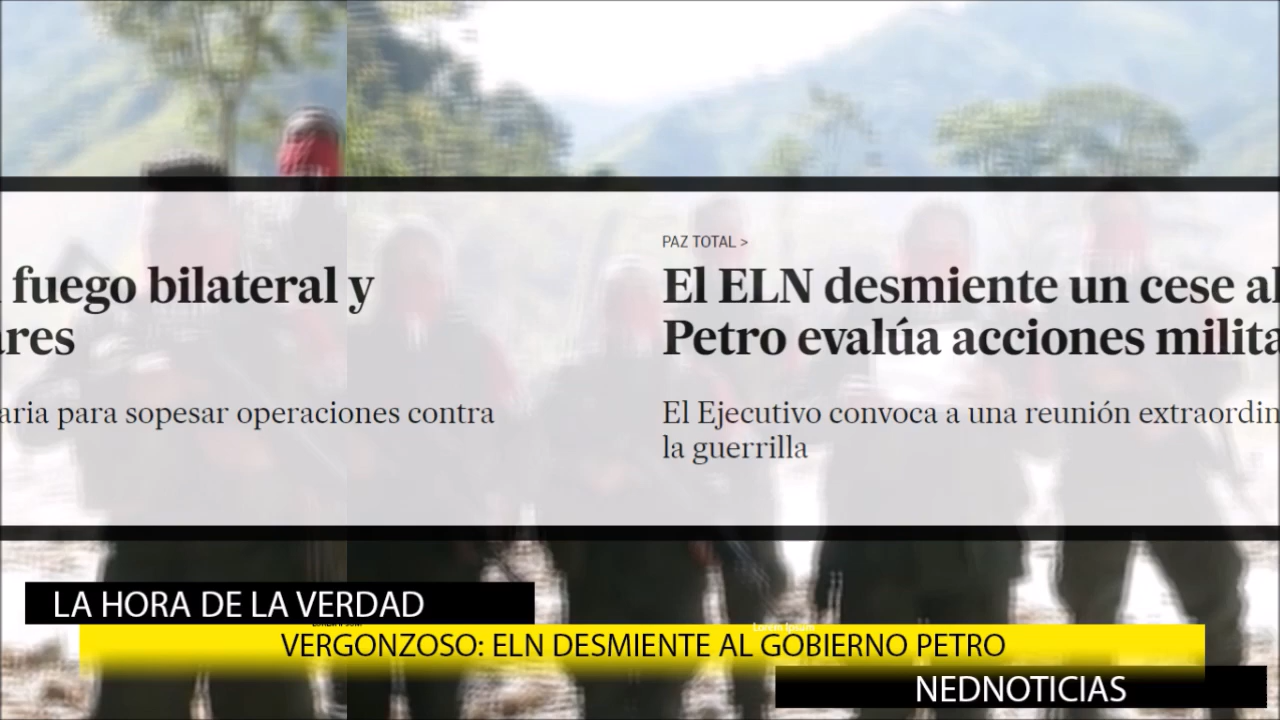 fuego bilateral y
ares
aria para sopesar operaciones contra
PAZ TOTAL >
El ELN desmiente un cese al
Petro evalúa acciones milita
El Ejecutivo convoca a una reunión extraordin
la guerrilla
LA HORA DE LA VERDAD
Lorem Ipsum
VERGONZOSO: ELN DESMIENTE AL GOBIERNO PETRO
NEDNOTICIAS